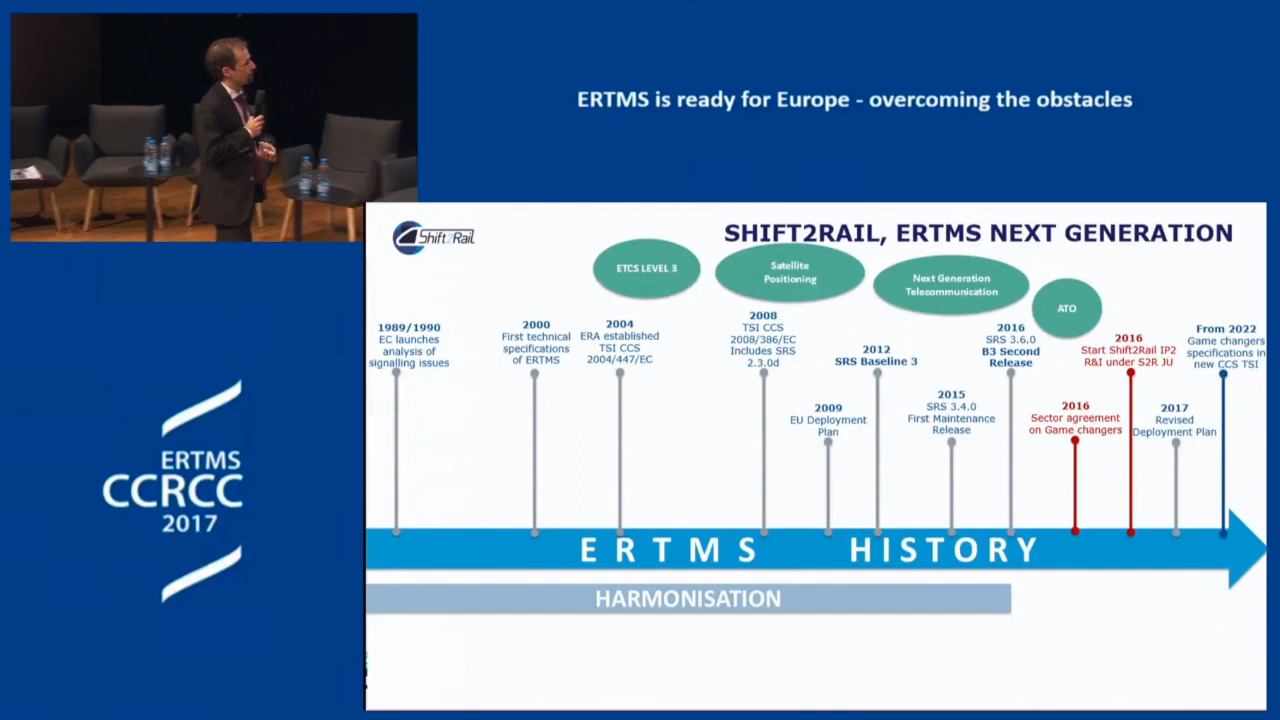 ERTMS is ready for Europe - overcoming the obstacles
Shift2Rail
SHIFT2RAIL, ERTMS NEXT GENERATION
ETCS LEVEL 3
Satellite
Positioning
Next Generation
Telecommunication
ATO
1989/1990
EC launches
analysis of
signalling issues
2000
First technical
specifications
of ERTMS
2004
ERA established
TSI CCS
2004/447/EC
2008
TSI CCS
2008/386/EC
Includes SRS
2.3.0d
2009
EU Deployment
Plan
2012
SRS Baseline 3
2015
SRS 3.4.0
First Maintenance
Release
2016
SRS 3.6.0
B3 Second
Release
2016
Sector agreement
on Game changers
2016
Start Shift2Rail IP2
R&I under S2R JU
2017
Revised
Deployment Plan
From 2022
Game changers
specifications in
new CCS TSI
ERTMS HISTORY
HARMONISATION
ERTMS
CCRCC
2017